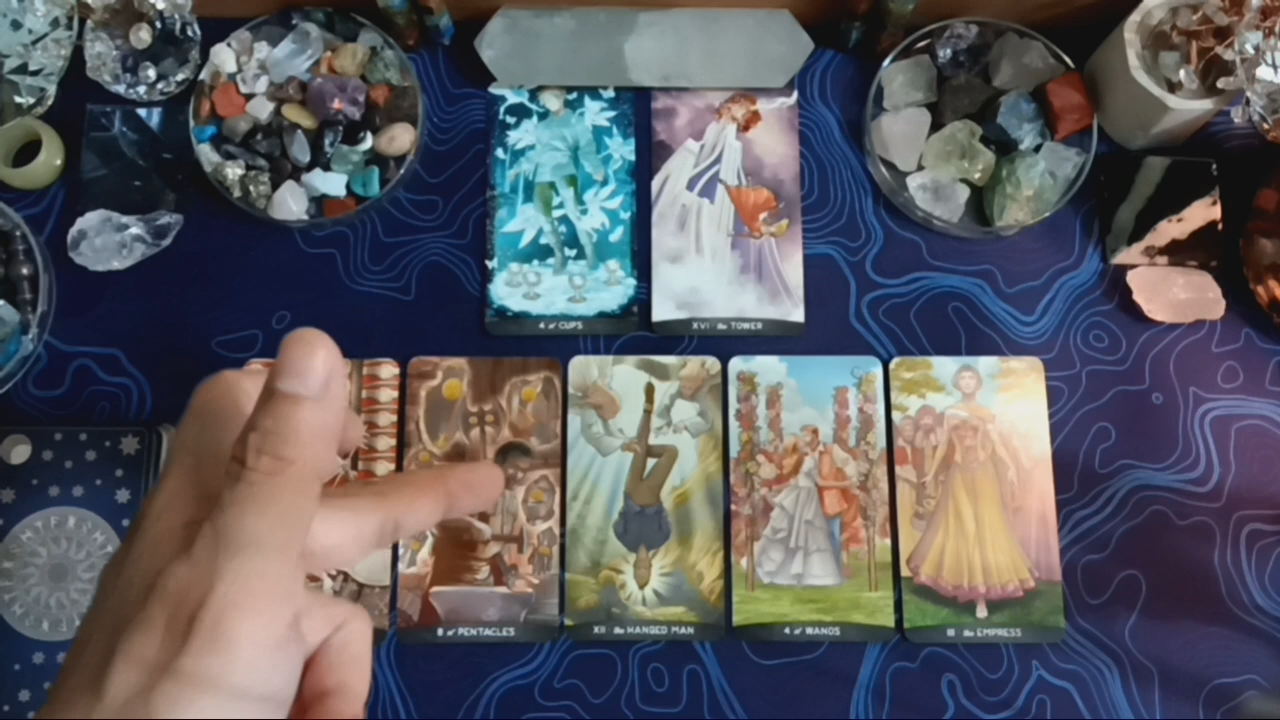 4 of CUPS
XVI • the TOWER
8 of PENTACLES
XII • the HANGED MAN
4 of WANDS
III • the EMPRESS